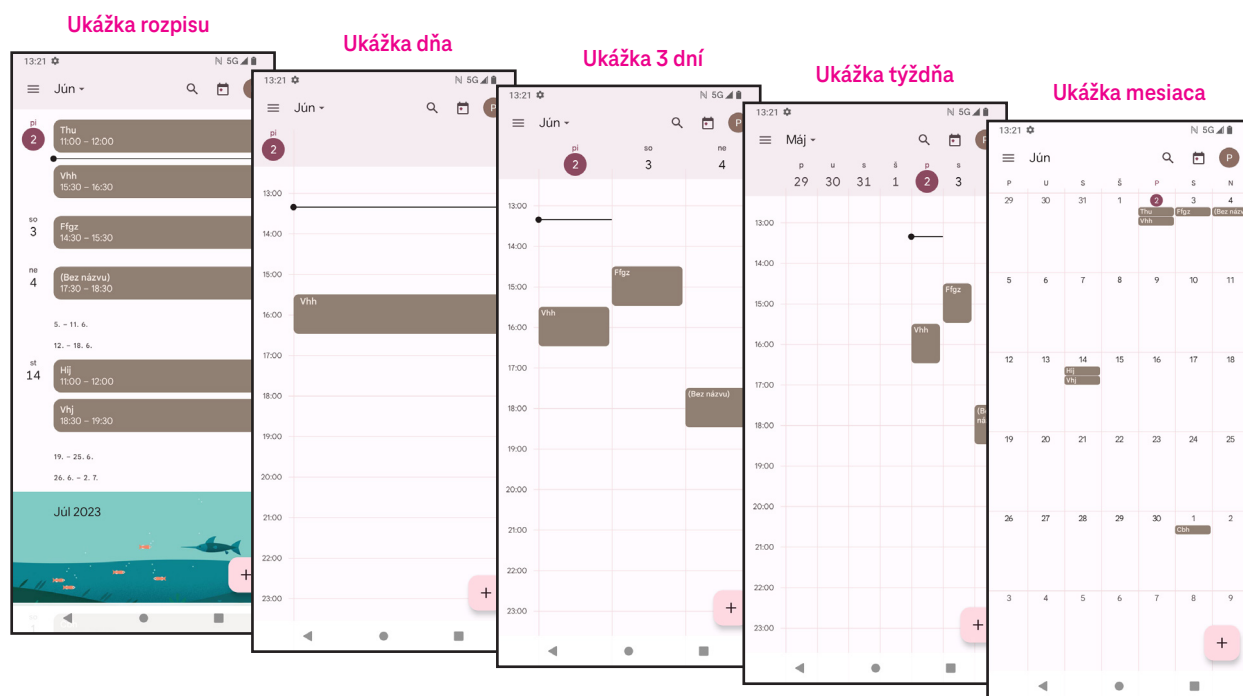 Ukážka rozpisu
13:21
5G
Jún
pi
2
Thu
11:00 – 12:00
Vhh
15:30 – 16:30
so
3
Ffgz
14:30 – 15:30
ne
4
(Bez názvu)
17:30 – 18:30
5. – 11. 6.
12. – 18. 6.
st
14
Hij
11:00 – 12:00
Vhj
18:30 – 19:30
19. – 25. 6.
26. 6. – 2. 7.
Júl 2023
+
Ukážka dňa
13:21
5G
Jún
P
pi
2
13:00
14:00
15:00
Vhh
16:00
17:00
18:00
19:00
20:00
21:00
22:00
23:00
+
Ukážka 3 dní
13:21
5G
Jún
P
pi so ne
2 3 4
13:00
14:00
Ffgz
15:00
Vhh
16:00
17:00
(Bez názvu)
18:00
19:00
20:00
21:00
22:00
23:00
+
Ukážka týždňa
13:21
5G
Máj
p u s š p s
29 30 31 1 2 3
13:00
14:00
Ffgz
15:00
Vhh
16:00
17:00
18:00
19:00
20:00
21:00
22:00
23:00
+
Ukážka mesiaca
13:21
5G
Jún
P
P U S Š P S N
29 30 31 1 2 3 4
Thu Ffgz (Bez názv
Vhh
5 6 7 8 9 10 11
12 13 14 15 16 17 18
Hij
Vhj
19 20 21 22 23 24 25
26 27 28 29 30 1 2
Cbh
3 4 5 6 7 8 9
+